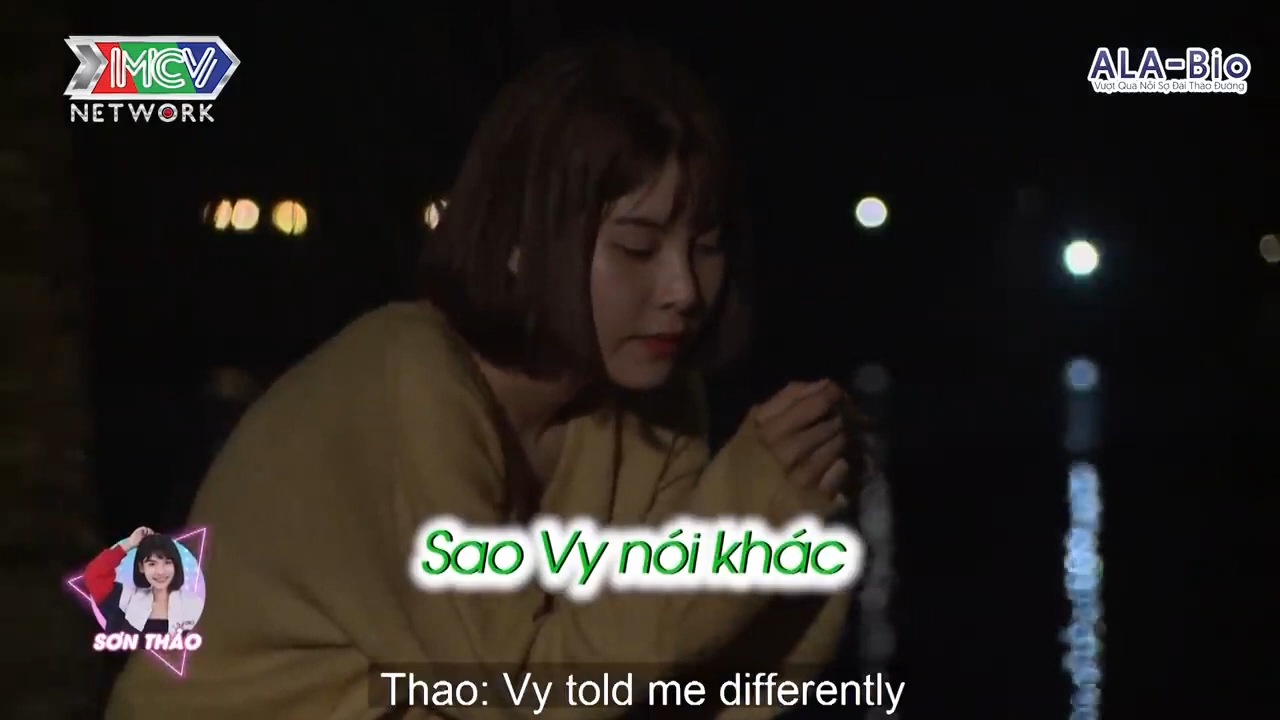 MCV
NETWORK
ALA-Bio
Vượt Qua Nỗi Sợ Đái Tháo Đường
Sao Vy nói khác
SƠN THẢO
Thao: Vy told me differently